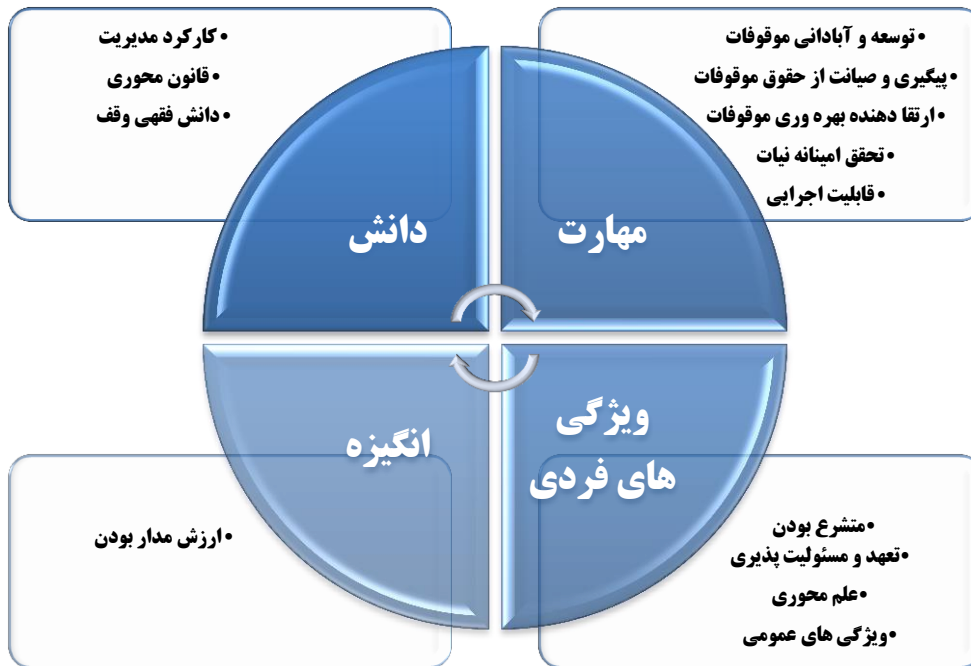 •توسعه و آبادانی موقوفات
•پیگیری و صیانت از حقوق موقوفات
•ارتقا دهنده بهره وری موقوفات
•تحقق امینانه نیات
•قابلیت اجرایی
•کارکرد مدیریت
•قانون محوری
•دانش فقهی وقف
مهارت
دانش
ویژگی
های فردی
انگیزه
•متشرع بودن
•تعهد و مسئولیت پذیری
•علم محوری
•ویژگی های عمومی
•ارزش مدار بودن